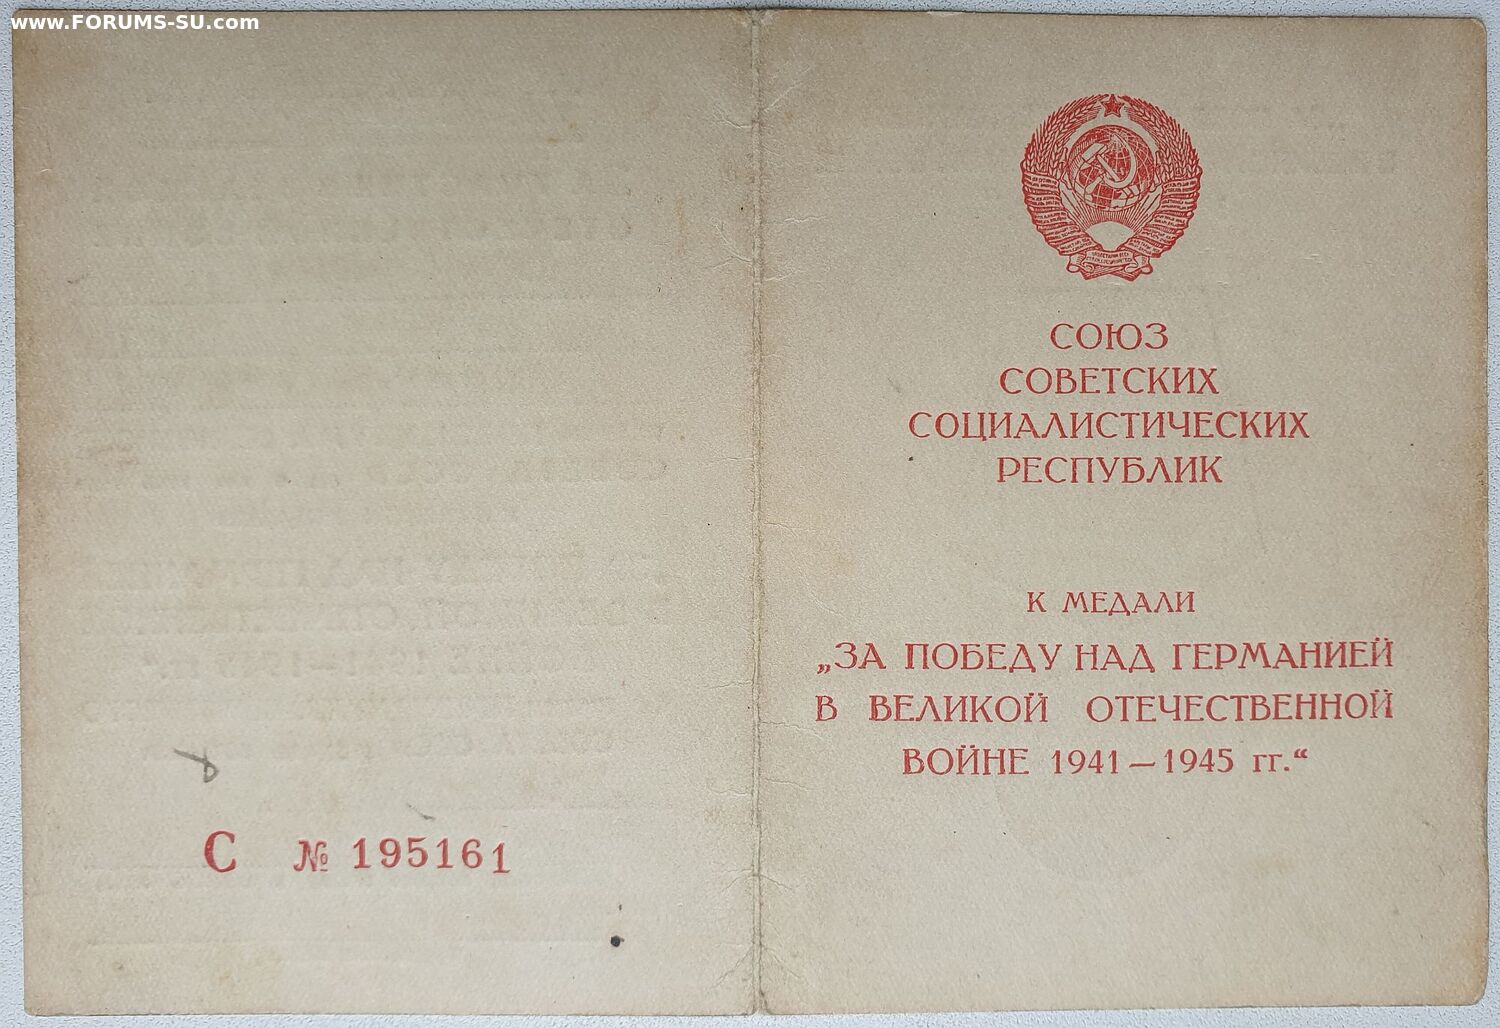 www.FORUMS-SU.com
С № 195161
СОЮЗ
СОВЕТСКИХ
СОЦИАЛИСТИЧЕСКИХ
РЕСПУБЛИК
К МЕДАЛИ
„ЗА ПОБЕДУ НАД ГЕРМАНИЕЙ
В ВЕЛИКОЙ ОТЕЧЕСТВЕННОЙ
ВОЙНЕ 1941—1945 гг.“